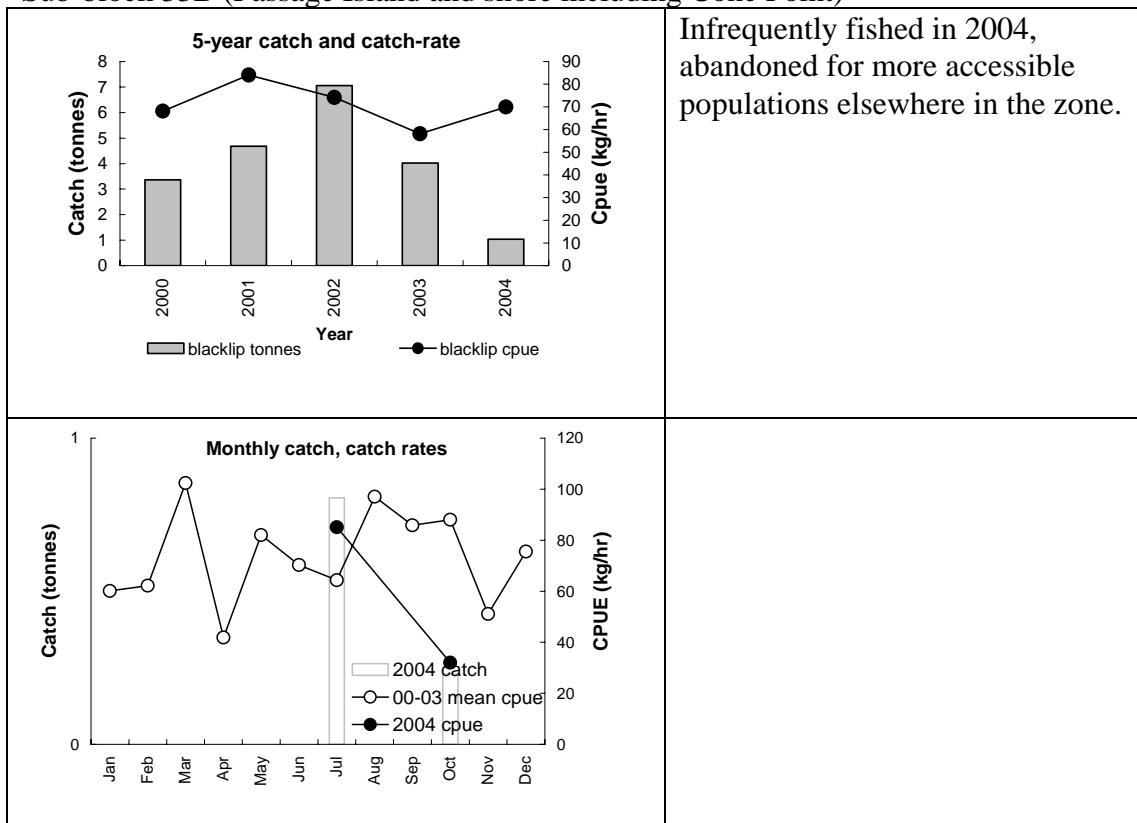 5-year catch and catch-rate
8
7
6
5
4
3
2
1
0
Catch (tonnes)
90
80
70
60
50
40
30
20
10
0
Cpue (kg/hr)
2000
2001
2002
2003
2004
Year
blacklip tonnes
blacklip cpue
Infrequently fished in 2004,
abandoned for more accessible
populations elsewhere in the zone.
Monthly catch, catch rates
1
0
Catch (tonnes)
120
100
80
60
40
20
0
CPUE (kg/hr)
2004 catch
00-03 mean cpue
2004 cpue
Jan
Feb
Mar
Apr
May
Jun
Jul
Aug
Sep
Oct
Nov
Dec